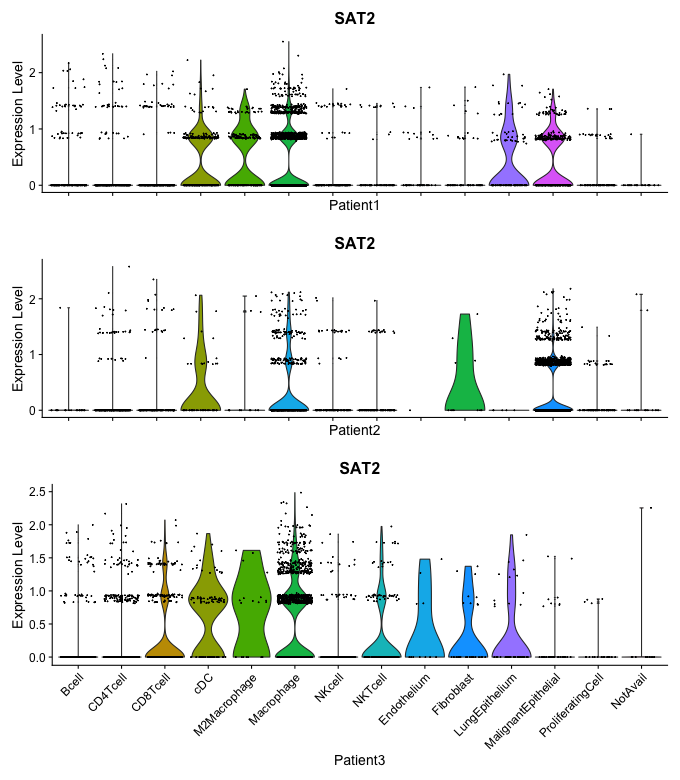 SAT2
Expression Level
2
1
0
Patient1
SAT2
Expression Level
2
1
0
Patient2
SAT2
Expression Level
2.5
2.0
1.5
1.0
0.5
0.0
Bcell
CD4Tcell
CD8Tcell
cDC
M2Macrophage
Macrophage
NKcell
NKTcell
Endothelium
Fibroblast
LungEpithelium
MalignantEpithelial
ProliferatingCell
NotAvail
Patient3